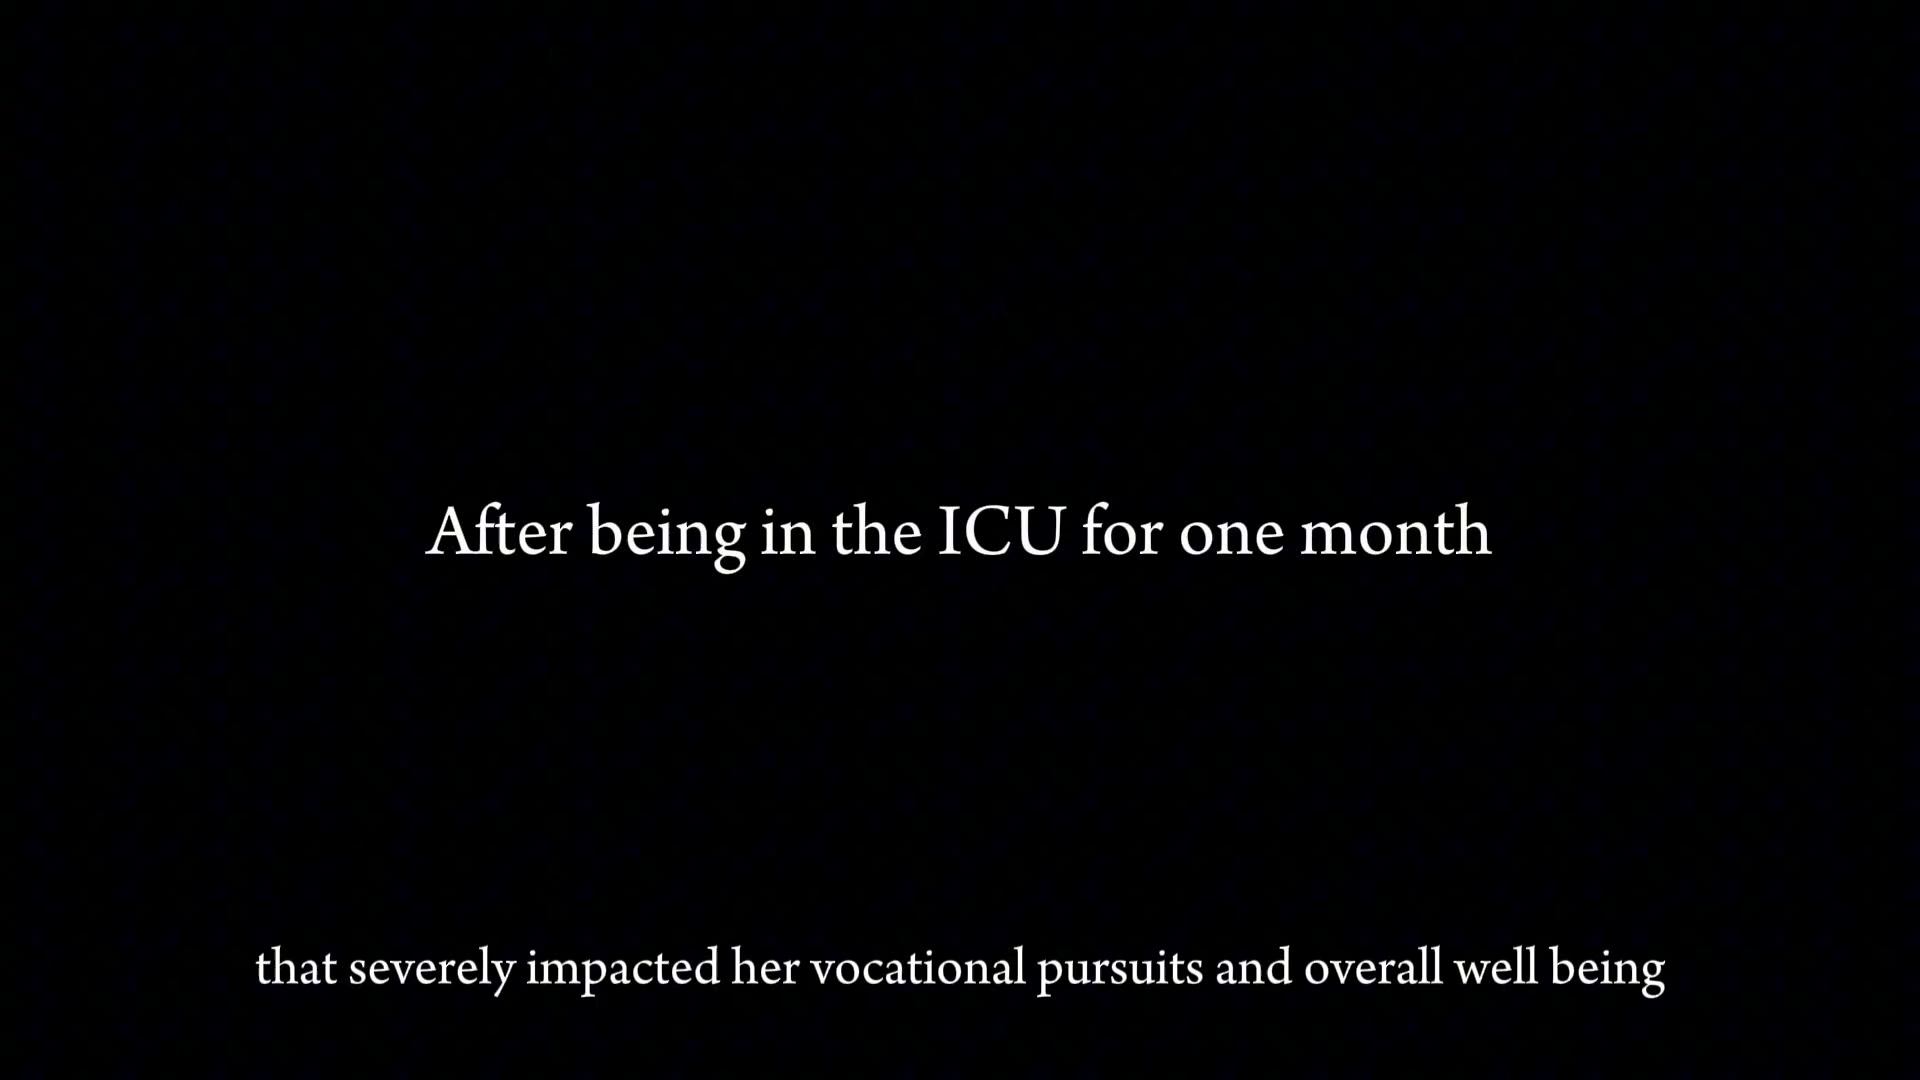 After being in the ICU for one month
that severely impacted her vocational pursuits and overall well being